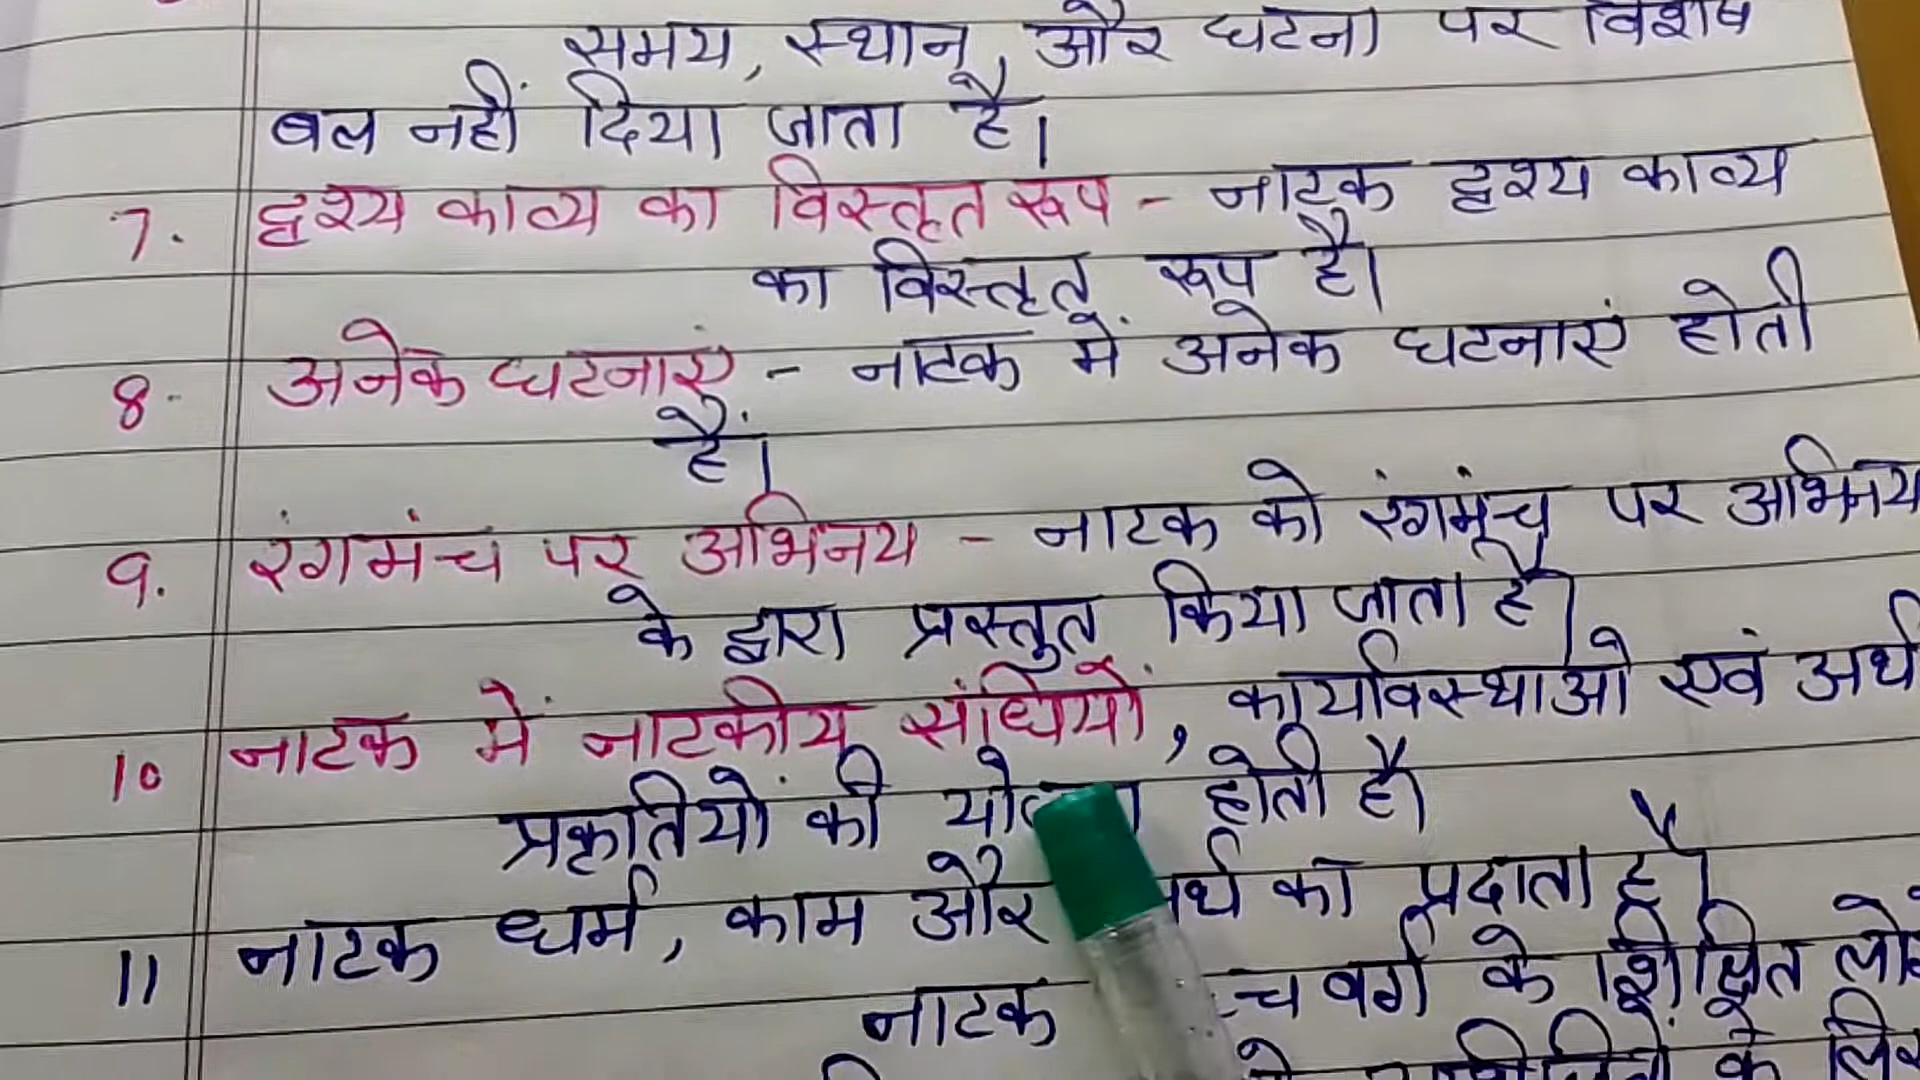 समय, स्थान, और घटना पर विशेष
बल नहीं दिया जाता है।
7. दृश्य काव्य का विस्तृत रूप - नाटक दृश्य काव्य
का विस्तृत रूप है।
8. अनेक घटनाएं - नाटक में अनेक घटनाएं होती
हैं।
9. रंगमंच पर अभिनय - नाटक को रंगमंच पर अभिनय
के द्वारा प्रस्तुत किया जाता है।
10 नाटक में नाटकीय संधियों, कार्यावस्थाओ एवं अर्थ
प्रकृतियों की होती है।
11 नाटक धर्म, काम और का प्रदाता है।
नाटक वर्ग के शिक्षित
के